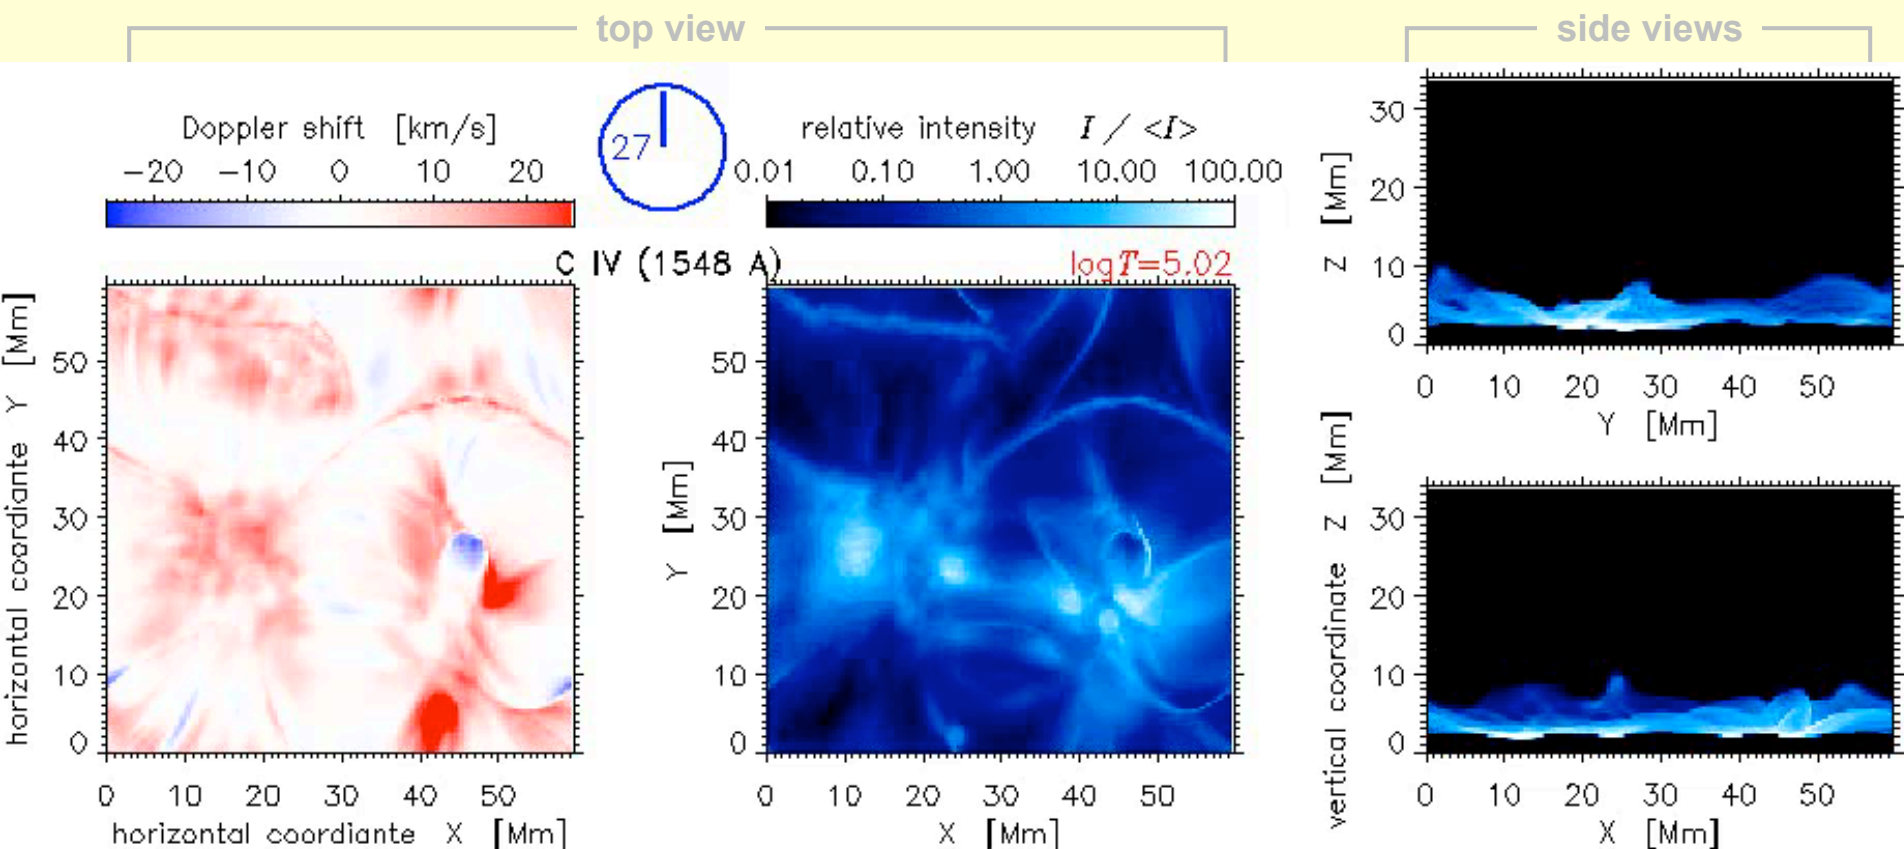 top view
side views
Doppler shift [km/s]
−20 −10 0 10 20
27
relative intensity I / <I>
0.01 0.10 1.00 10.00 100.00
C IV (1548 A)
logT=5.02
horizontal coordiante Y [Mm]
50
40
30
20
10
0
0 10 20 30 40 50
horizontal coordiante X [Mm]
Y [Mm]
50
40
30
20
10
0
0 10 20 30 40 50
X [Mm]
vertical coordinate Z [Mm]
Z [Mm]
30
20
10
0
0 10 20 30 40 50
Y [Mm]
30
20
10
0
0 10 20 30 40 50
X [Mm]